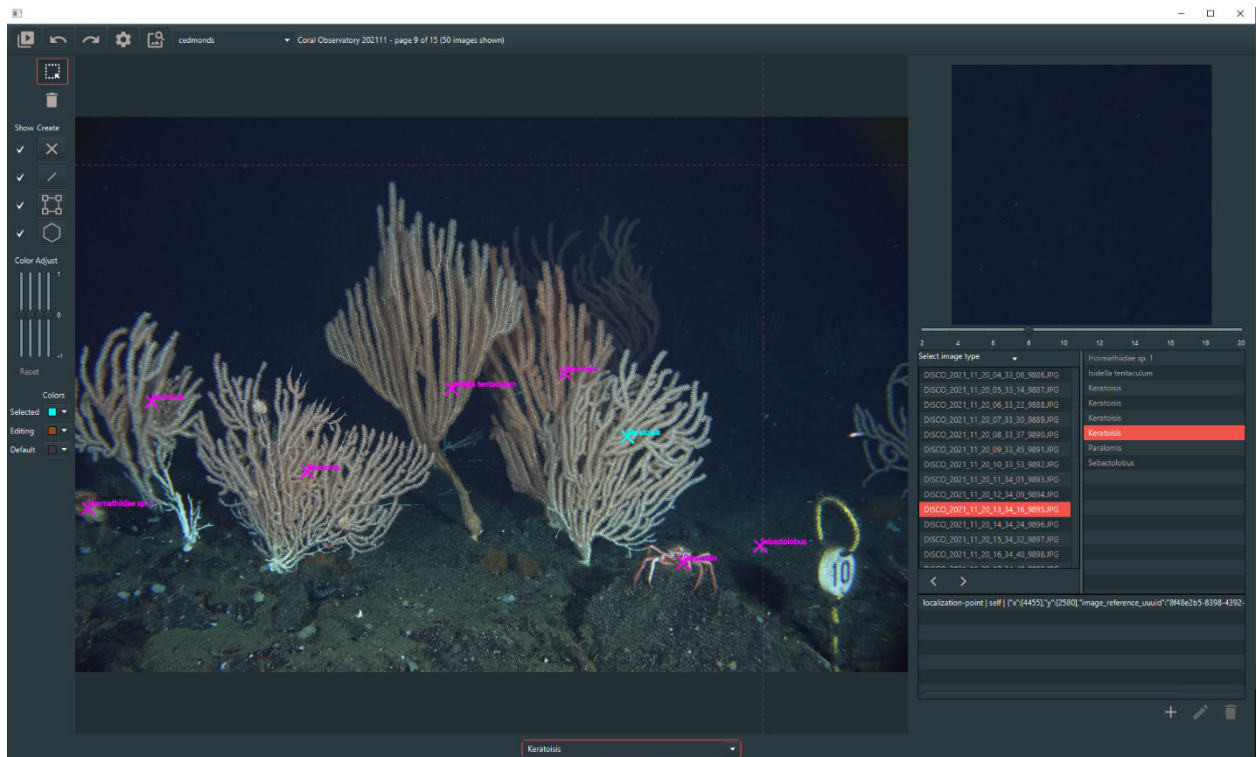 cedmonds
Coral Observatory 202111 - page 9 of 15 (50 images shown)
Show Create
Color Adjust
1
0
-1
Reset
Colors
Selected
Editing
Default
Isidella tentaculum
Keratoisis
Hormathiidae sp. 1
Sebastolobus
10
2 4 6 8 10 12 14 16 18 20
Select image type
DISCO_2021_11_20_04_33_06_9886.JPG
DISCO_2021_11_20_05_33_14_9887.JPG
DISCO_2021_11_20_06_33_22_9888.JPG
DISCO_2021_11_20_07_33_30_9889.JPG
DISCO_2021_11_20_08_33_37_9890.JPG
DISCO_2021_11_20_09_33_45_9891.JPG
DISCO_2021_11_20_10_33_53_9892.JPG
DISCO_2021_11_20_11_34_01_9893.JPG
DISCO_2021_11_20_12_34_09_9894.JPG
DISCO_2021_11_20_13_34_16_9895.JPG
DISCO_2021_11_20_14_34_24_9896.JPG
DISCO_2021_11_20_15_34_32_9897.JPG
DISCO_2021_11_20_16_34_40_9898.JPG
Hormathiidae sp. 1
Isidella tentaculum
Keratoisis
Keratoisis
Keratoisis
Keratoisis
Paralomis
Sebastolobus
localization-point | self | {"x":[4455],"y":[2580],"image_reference_uuuid":"8f48e2b5-8398-4392-
Keratoisis